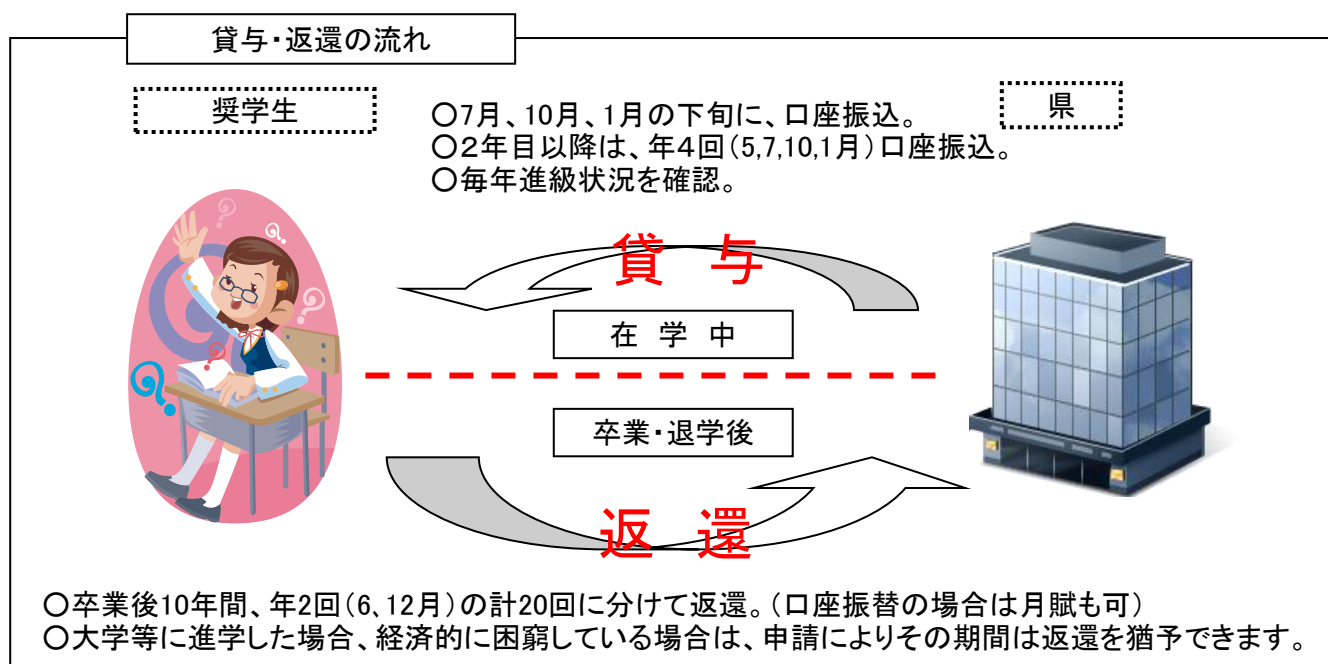 貸与・返還の流れ
奨学生
〇7月、10月、1月の下旬に、口座振込。
〇２年目以降は、年４回（5,7,10,1月）口座振込。
〇毎年進級状況を確認。
県
貸 与
在 学 中
卒業・退学後
返 還
〇卒業後10年間、年2回（6、12月）の計20回に分けて返還。（口座振替の場合は月賦も可）
〇大学等に進学した場合、経済的に困窮している場合は、申請によりその期間は返還を猶予できます。